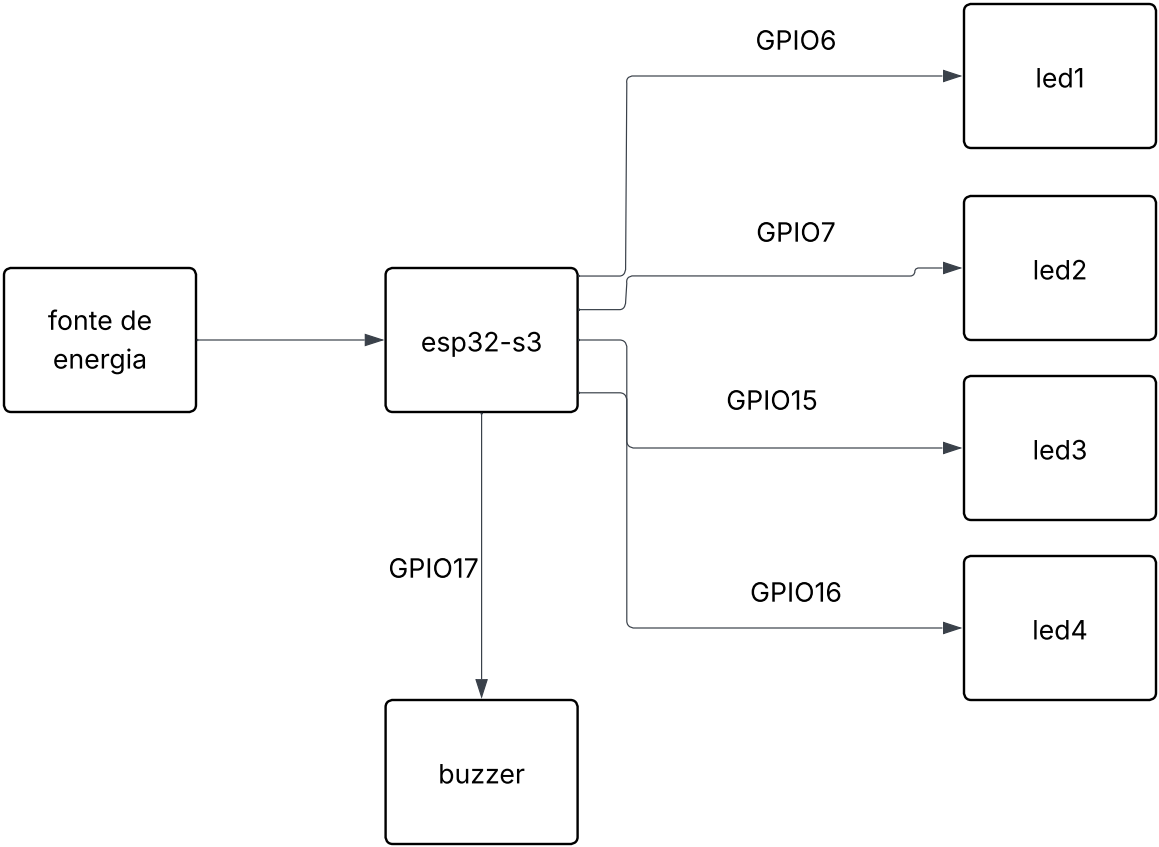 GPIO6
led1
GPIO7
led2
fonte de
energia
esp32-s3
GPIO15
led3
GPIO17
GPIO16
led4
buzzer